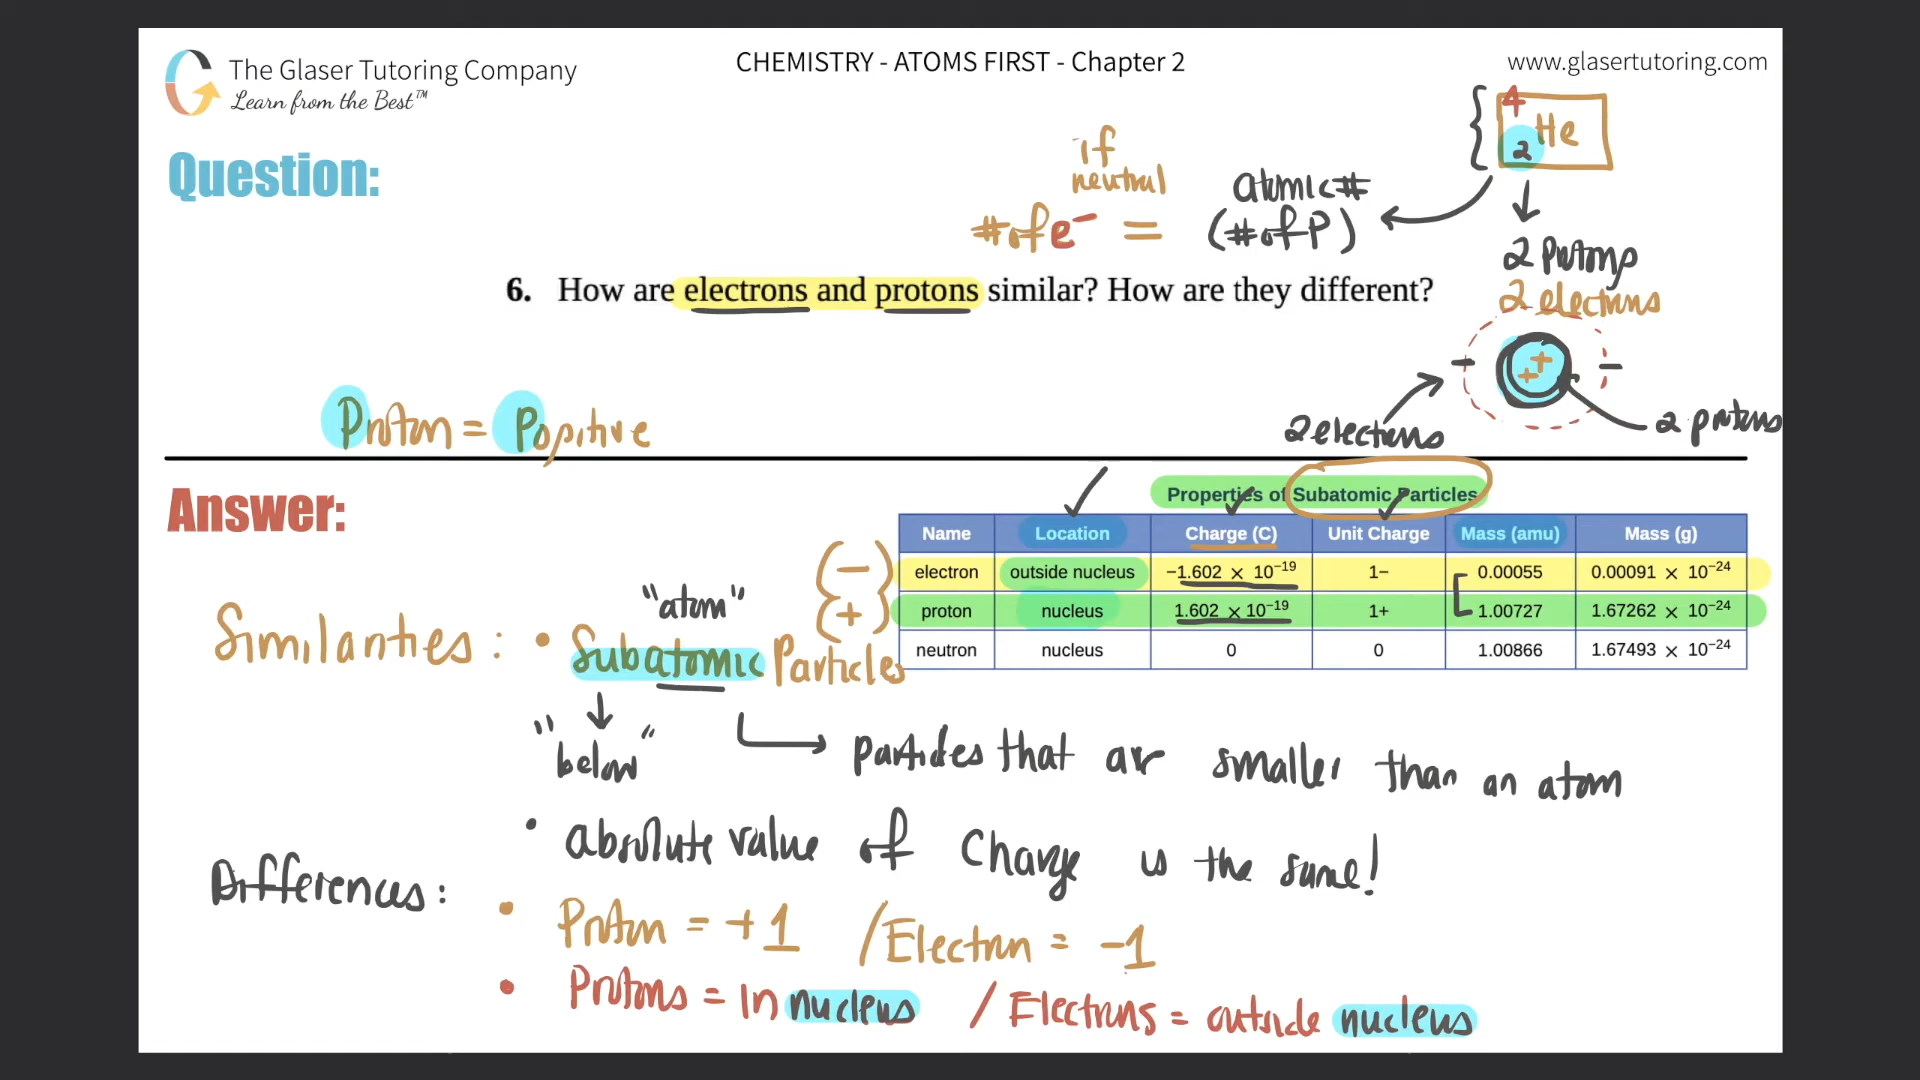 The Glaser Tutoring Company
Learn from the Best™
CHEMISTRY - ATOMS FIRST - Chapter 2
www.glasertutoring.com
Question:
if
neutral
#of e⁻ = atomic# (#of P)
4
2 He
2 Protons
2 electrons
6. How are electrons and protons similar? How are they different?
− ++ −
2 electrons
2 protons
Proton = Positive
Answer:
Properties of Subatomic Particles
Name Location Charge (C) Unit Charge Mass (amu) Mass (g)
electron outside nucleus −1.602 × 10⁻¹⁹ 1− 0.00055 0.00091 × 10⁻²⁴
proton nucleus 1.602 × 10⁻¹⁹ 1+ 1.00727 1.67262 × 10⁻²⁴
neutron nucleus 0 0 1.00866 1.67493 × 10⁻²⁴
(−)
(+)
"atom"
Similarities: • Subatomic Particles
"below"
particles that are smaller than an atom
• absolute value of charge is the same!
Differences:
• Proton = +1 / Electron = -1
• Protons = in nucleus / Electrons = outside nucleus